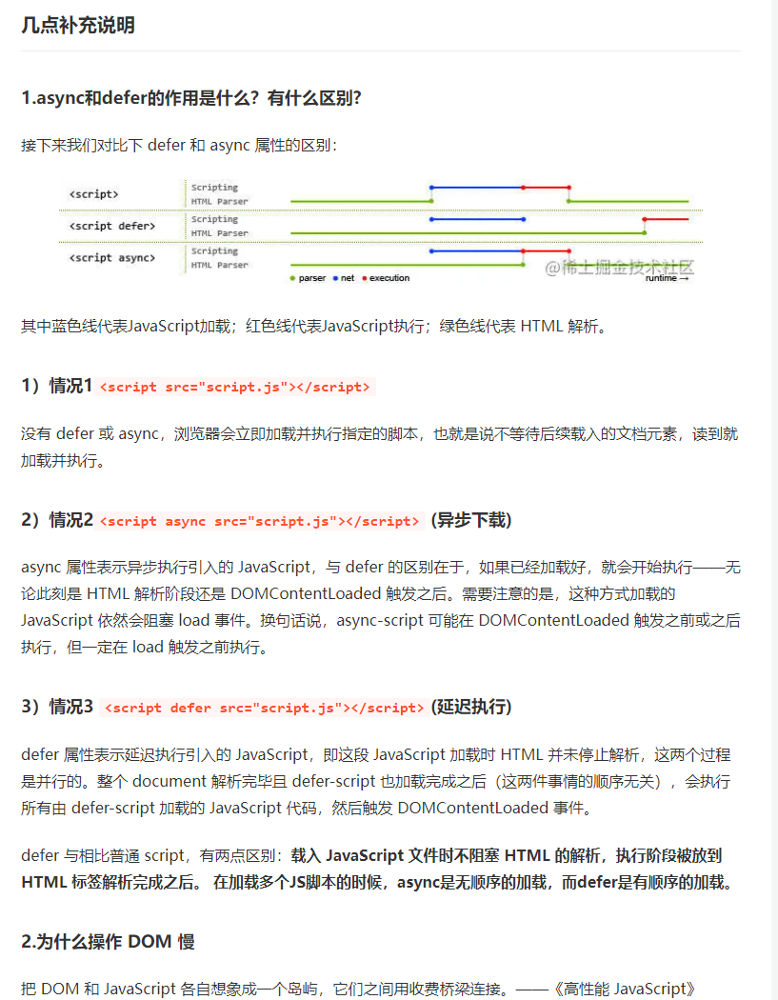 几点补充说明
1.async和defer的作用是什么？有什么区别?
接下来我们对比下 defer 和 async 属性的区别：
<script>
Scripting
HTML Parser
<script defer>
Scripting
HTML Parser
<script async>
Scripting
HTML Parser
@稀土掘金技术社区
parser net execution
runtime →
其中蓝色线代表JavaScript加载；红色线代表JavaScript执行；绿色线代表 HTML 解析。
1）情况1 <script src="script.js"></script>
没有 defer 或 async，浏览器会立即加载并执行指定的脚本，也就是说不等待后续载入的文档元素，读到就
加载并执行。
2）情况2 <script async src="script.js"></script> (异步下载)
async 属性表示异步执行引入的 JavaScript，与 defer 的区别在于，如果已经加载好，就会开始执行——无
论此刻是 HTML 解析阶段还是 DOMContentLoaded 触发之后。需要注意的是，这种方式加载的
JavaScript 依然会阻塞 load 事件。换句话说，async-script 可能在 DOMContentLoaded 触发之前或之后
执行，但一定在 load 触发之前执行。
3）情况3 <script defer src="script.js"></script> (延迟执行)
defer 属性表示延迟执行引入的 JavaScript，即这段 JavaScript 加载时 HTML 并未停止解析，这两个过程
是并行的。整个 document 解析完毕且 defer-script 也加载完成之后（这两件事情的顺序无关），会执行
所有由 defer-script 加载的 JavaScript 代码，然后触发 DOMContentLoaded 事件。
defer 与相比普通 script，有两点区别：载入 JavaScript 文件时不阻塞 HTML 的解析，执行阶段被放到
HTML 标签解析完成之后。 在加载多个JS脚本的时候，async是无顺序的加载，而defer是有顺序的加载。
2.为什么操作 DOM 慢
把 DOM 和 JavaScript 各自想象成一个岛屿，它们之间用收费桥梁连接。——《高性能 JavaScript》